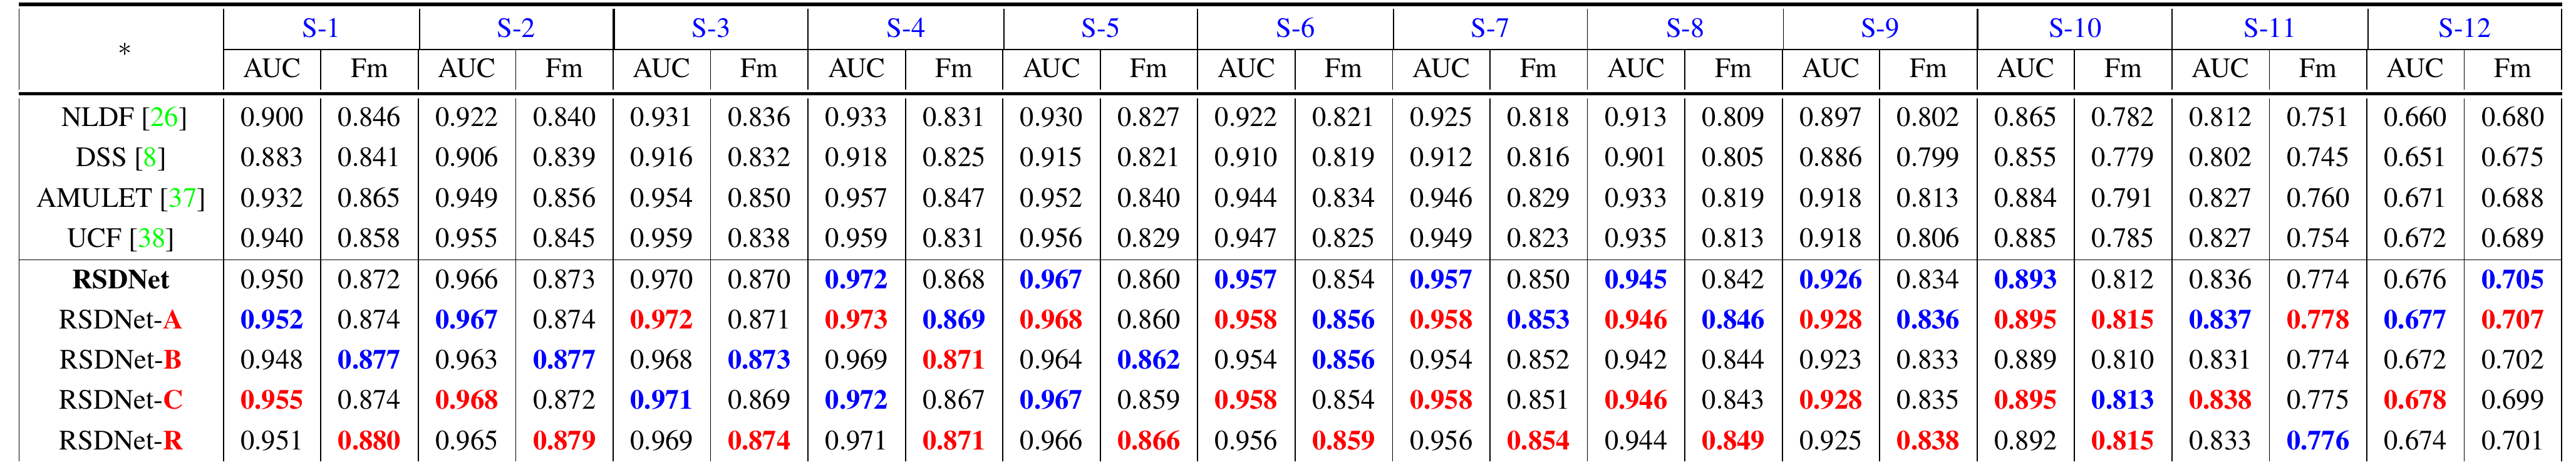 * S-1 S-2 S-3 S-4 S-5 S-6 S-7 S-8 S-9 S-10 S-11 S-12
AUC Fm AUC Fm AUC Fm AUC Fm AUC Fm AUC Fm AUC Fm AUC Fm AUC Fm AUC Fm AUC Fm AUC Fm
NLDF [26] 0.900 0.846 0.922 0.840 0.931 0.836 0.933 0.831 0.930 0.827 0.922 0.821 0.925 0.818 0.913 0.809 0.897 0.802 0.865 0.782 0.812 0.751 0.660 0.680
DSS [8] 0.883 0.841 0.906 0.839 0.916 0.832 0.918 0.825 0.915 0.821 0.910 0.819 0.912 0.816 0.901 0.805 0.886 0.799 0.855 0.779 0.802 0.745 0.651 0.675
AMULET [37] 0.932 0.865 0.949 0.856 0.954 0.850 0.957 0.847 0.952 0.840 0.944 0.834 0.946 0.829 0.933 0.819 0.918 0.813 0.884 0.791 0.827 0.760 0.671 0.688
UCF [38] 0.940 0.858 0.955 0.845 0.959 0.838 0.959 0.831 0.956 0.829 0.947 0.825 0.949 0.823 0.935 0.813 0.918 0.806 0.885 0.785 0.827 0.754 0.672 0.689
RSDNet 0.950 0.872 0.966 0.873 0.970 0.870 0.972 0.868 0.967 0.860 0.957 0.854 0.957 0.850 0.945 0.842 0.926 0.834 0.893 0.812 0.836 0.774 0.676 0.705
RSDNet-A 0.952 0.874 0.967 0.874 0.972 0.871 0.973 0.869 0.968 0.860 0.958 0.856 0.958 0.853 0.946 0.846 0.928 0.836 0.895 0.815 0.837 0.778 0.677 0.707
RSDNet-B 0.948 0.877 0.963 0.877 0.968 0.873 0.969 0.871 0.964 0.862 0.954 0.856 0.954 0.852 0.942 0.844 0.923 0.833 0.889 0.810 0.831 0.774 0.672 0.702
RSDNet-C 0.955 0.874 0.968 0.872 0.971 0.869 0.972 0.867 0.967 0.859 0.958 0.854 0.958 0.851 0.946 0.843 0.928 0.835 0.895 0.813 0.838 0.775 0.678 0.699
RSDNet-R 0.951 0.880 0.965 0.879 0.969 0.874 0.971 0.871 0.966 0.866 0.956 0.859 0.956 0.854 0.944 0.849 0.925 0.838 0.892 0.815 0.833 0.776 0.674 0.701